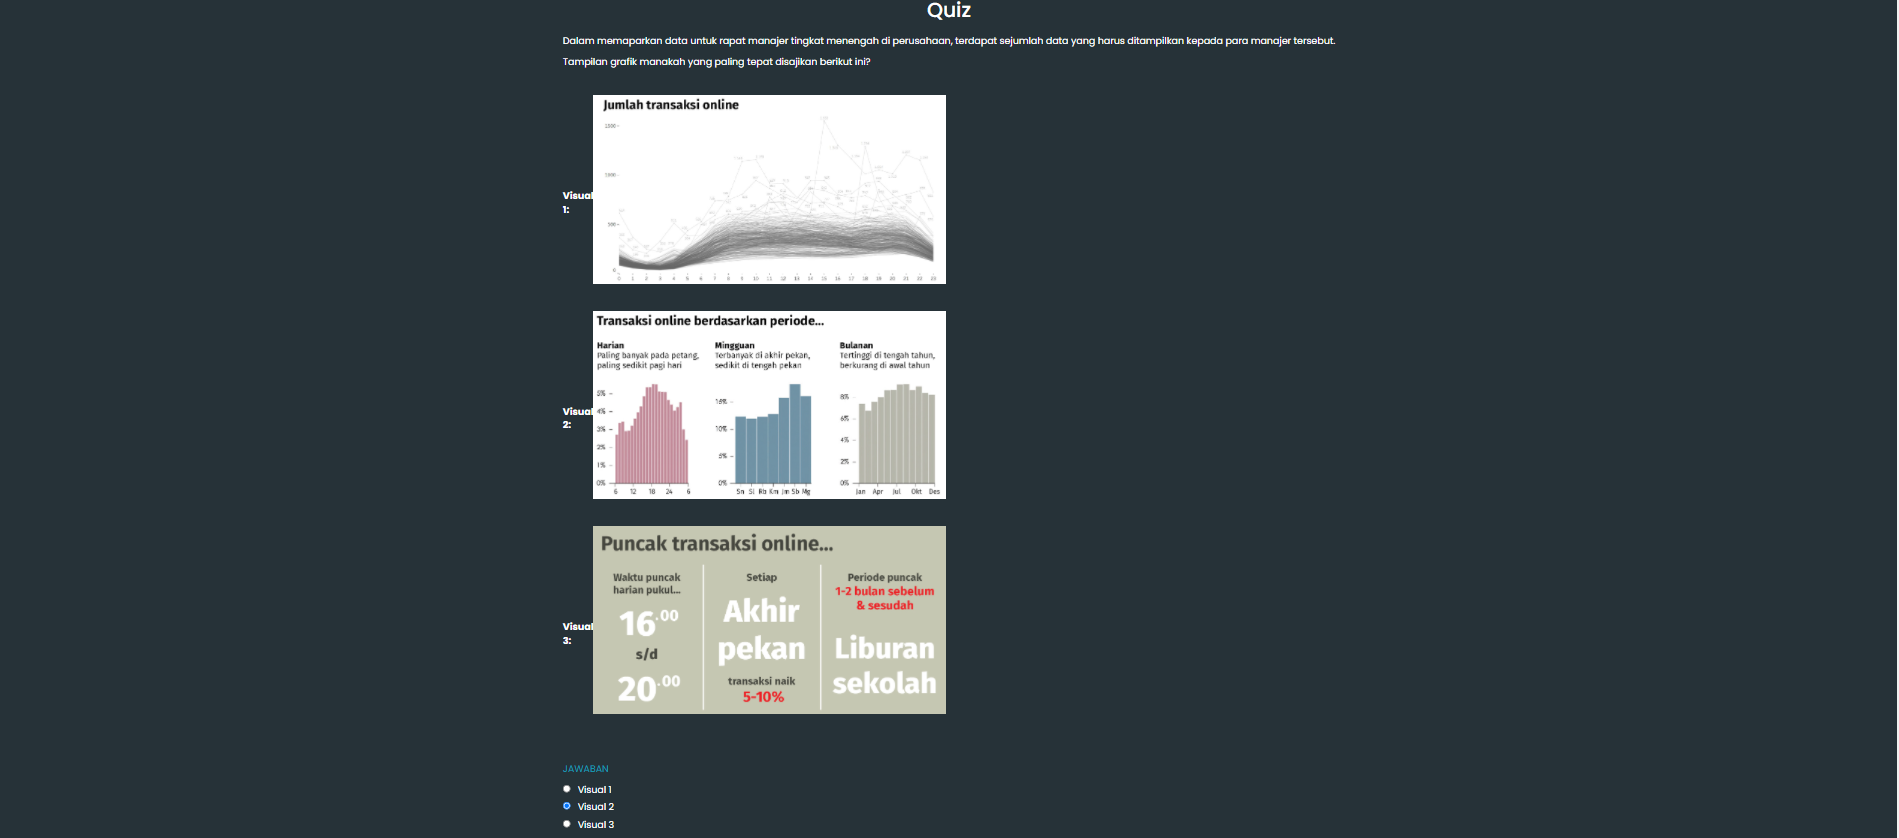 Quiz
Dalam memaparkan data untuk rapat manajer tingkat menengah di perusahaan, terdapat sejumlah data yang harus ditampilkan kepada para manajer tersebut.
Tampilan grafik manakah yang paling tepat disajikan berikut ini?
Visual
1:
Jumlah transaksi online
1500
1000
500
0
0 1 2 3 4 5 6 7 8 9 10 11 12 13 14 15 16 17 18 19 20 21 22 23
Visual
2:
Transaksi online berdasarkan periode...
Harian
Paling banyak pada petang,
paling sedikit pagi hari
5%
4%
3%
2%
1%
0%
6 12 18 24 6
Mingguan
Terbanyak di akhir pekan,
sedikit di tengah pekan
15%
10%
5%
0%
Sn Sl Rb Km Jm Sb Mg
Bulanan
Tertinggi di tengah tahun,
berkurang di awal tahun
8%
6%
4%
2%
0%
Jan Apr Jul Okt Des
Visual
3:
Puncak transaksi online...
Waktu puncak
harian pukul...
16.00
s/d
20.00
Setiap
Akhir
pekan
transaksi naik
5-10%
Periode puncak
1-2 bulan sebelum
& sesudah
Liburan
sekolah
JAWABAN
Visual 1
Visual 2
Visual 3